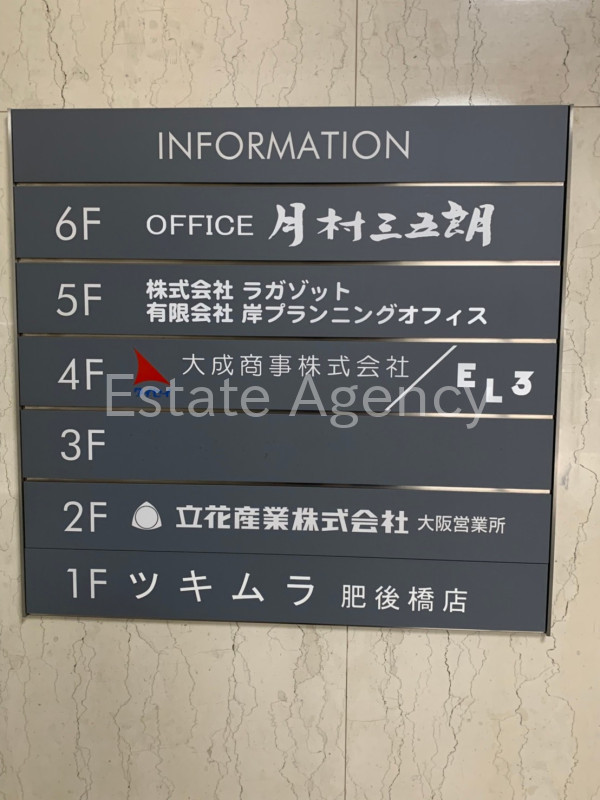 INFORMATION
6F OFFICE 月村三五朗
5F 株式会社 ラガゾット
有限会社 岸プランニングオフィス
4F 大成商事株式会社／EL3
Estate Agency
3F
2F 立花産業株式会社 大阪営業所
1F ツキムラ 肥後橋店